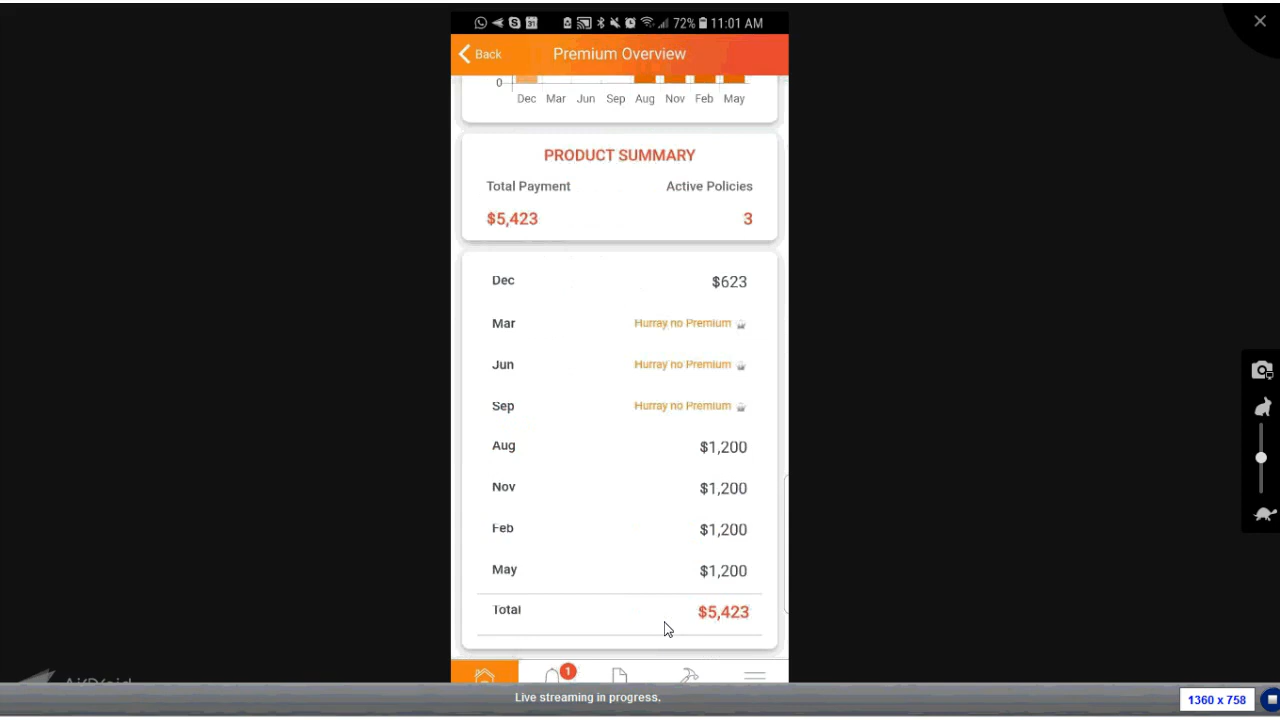 72% 11:01 AM
Back Premium Overview
0
Dec Mar Jun Sep Aug Nov Feb May
PRODUCT SUMMARY
Total Payment Active Policies
$5,423 3
Dec $623
Mar Hurray no Premium
Jun Hurray no Premium
Sep Hurray no Premium
Aug $1,200
Nov $1,200
Feb $1,200
May $1,200
Total $5,423
1
AirDroid
Live streaming in progress.
1360 x 758